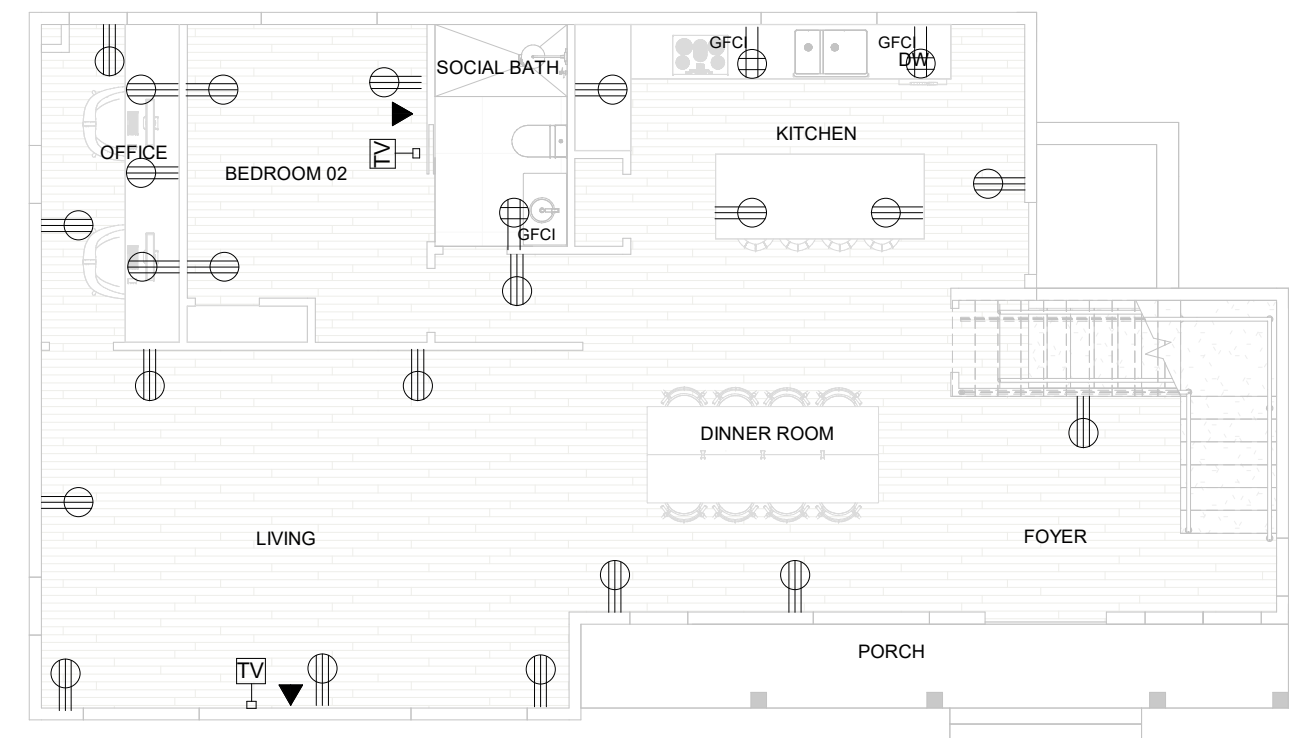 GFCI
GFCI
DW
SOCIAL BATH
KITCHEN
OFFICE
TV
BEDROOM 02
GFCI
DINNER ROOM
LIVING
FOYER
PORCH
TV